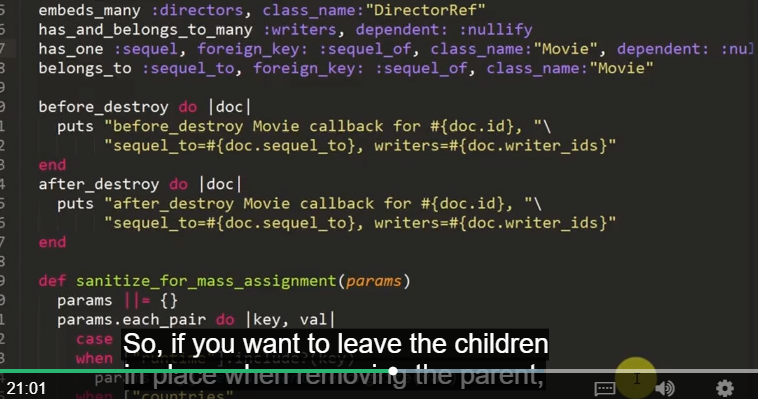 embeds_many :directors, class_name:"DirectorRef"
has_and_belongs_to_many :writers, dependent: :nullify
has_one :sequel, foreign_key: :sequel_of, class_name:"Movie", dependent: :nul
belongs_to :sequel_to, foreign_key: :sequel_of, class_name:"Movie"
before_destroy do |doc|
puts "before_destroy Movie callback for #{doc.id}, "\
"sequel_to=#{doc.sequel_to}, writers=#{doc.writer_ids}"
end
after_destroy do |doc|
puts "after_destroy Movie callback for #{doc.id}, "\
"sequel_to=#{doc.sequel_to}, writers=#{doc.writer_ids}"
end
def sanitize_for_mass_assignment(params)
params ||= {}
params.each_pair do |key, val|
case
So, if you want to leave the children
when
in place when removing the parent,
21:01
when ["countries"